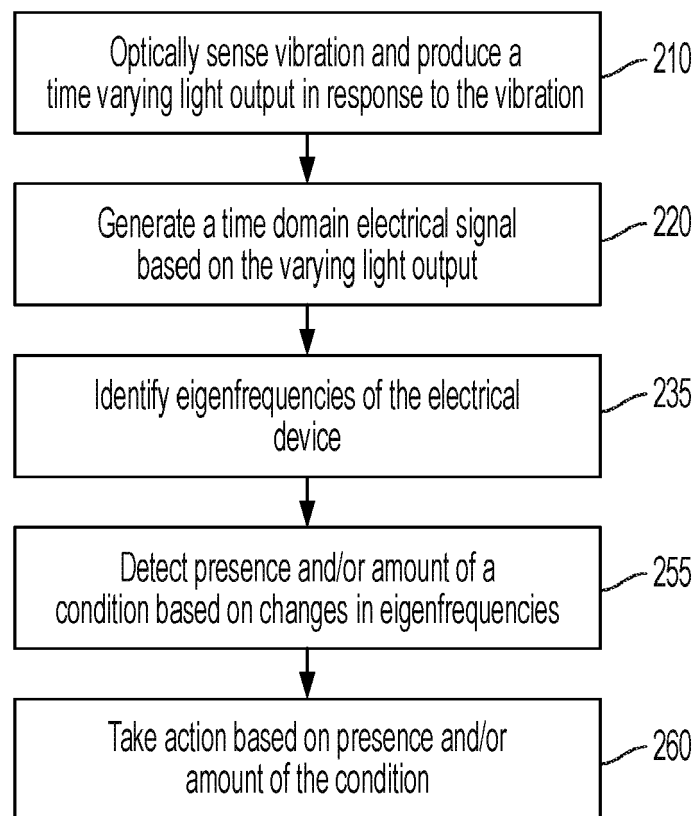 Optically sense vibration and produce a
time varying light output in response to the vibration
210
Generate a time domain electrical signal
based on the varying light output
220
Identify eigenfrequencies of the electrical
device
235
Detect presence and/or amount of a
condition based on changes in eigenfrequencies
255
Take action based on presence and/or
amount of the condition
260